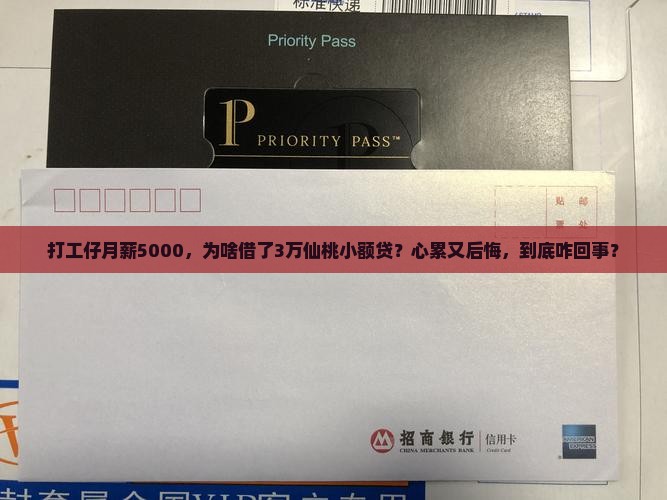 标准快递
Priority Pass
1P PRIORITY PASS™
贴 邮
票 处
打工仔月薪5000，为啥借了3万仙桃小额贷？心累又后悔，到底咋回事？
招商银行 信用卡
CHINA MERCHANTS BANK Credit Card
AMERICAN
EXPRESS